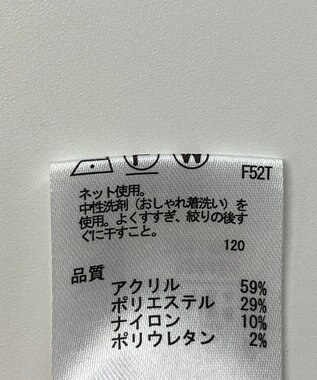 P W F52T
ネット使用。
中性洗剤（おしゃれ着洗い）を
使用。よくすすぎ、絞りの後す
ぐに干すこと。
120
品質
アクリル 59%
ポリエステル 29%
ナイロン 10%
ポリウレタン 2%